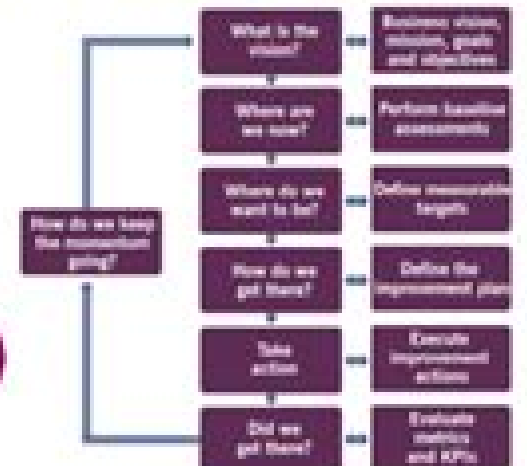 What is the
vision?
Business vision,
mission, goals
and objectives
Where are
we now?
Perform baseline
assessments
Where do we
want to be?
Define measurable
targets
How do we keep
the momentum
going?
How do we
get there?
Define the
improvement plan
Take
action
Execute
improvement
actions
Did we
get there?
Evaluate
metrics
and KPIs